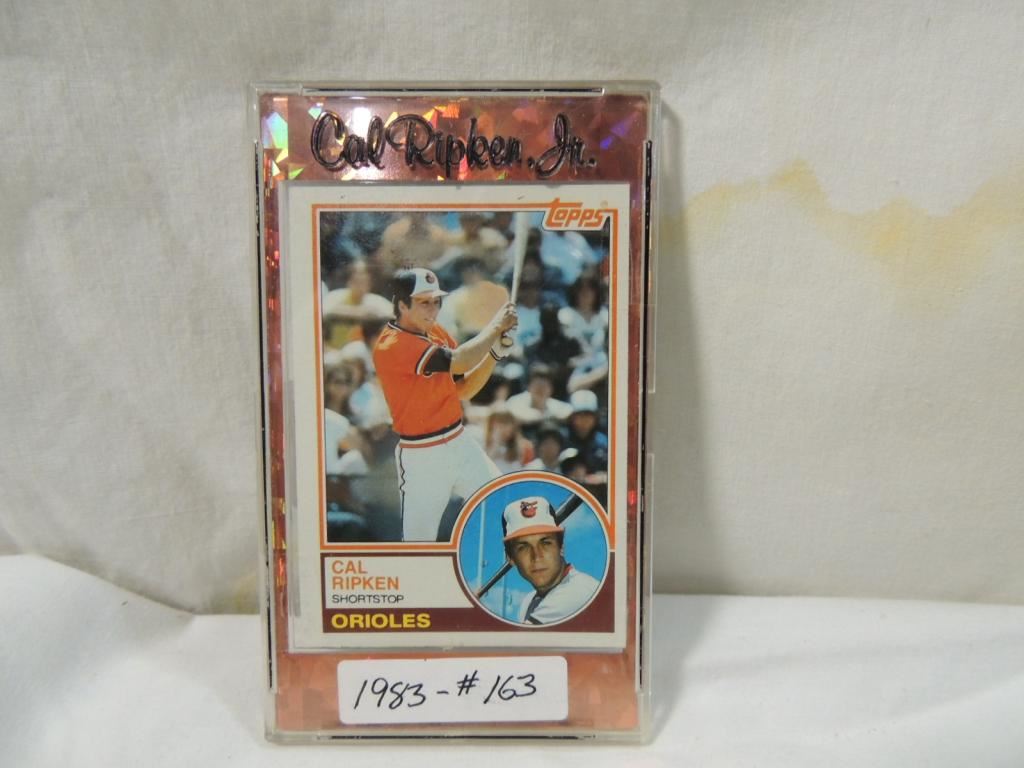 Cal Ripken, Jr.
Topps
CAL
RIPKEN
SHORTSTOP
ORIOLES
1983 - #163